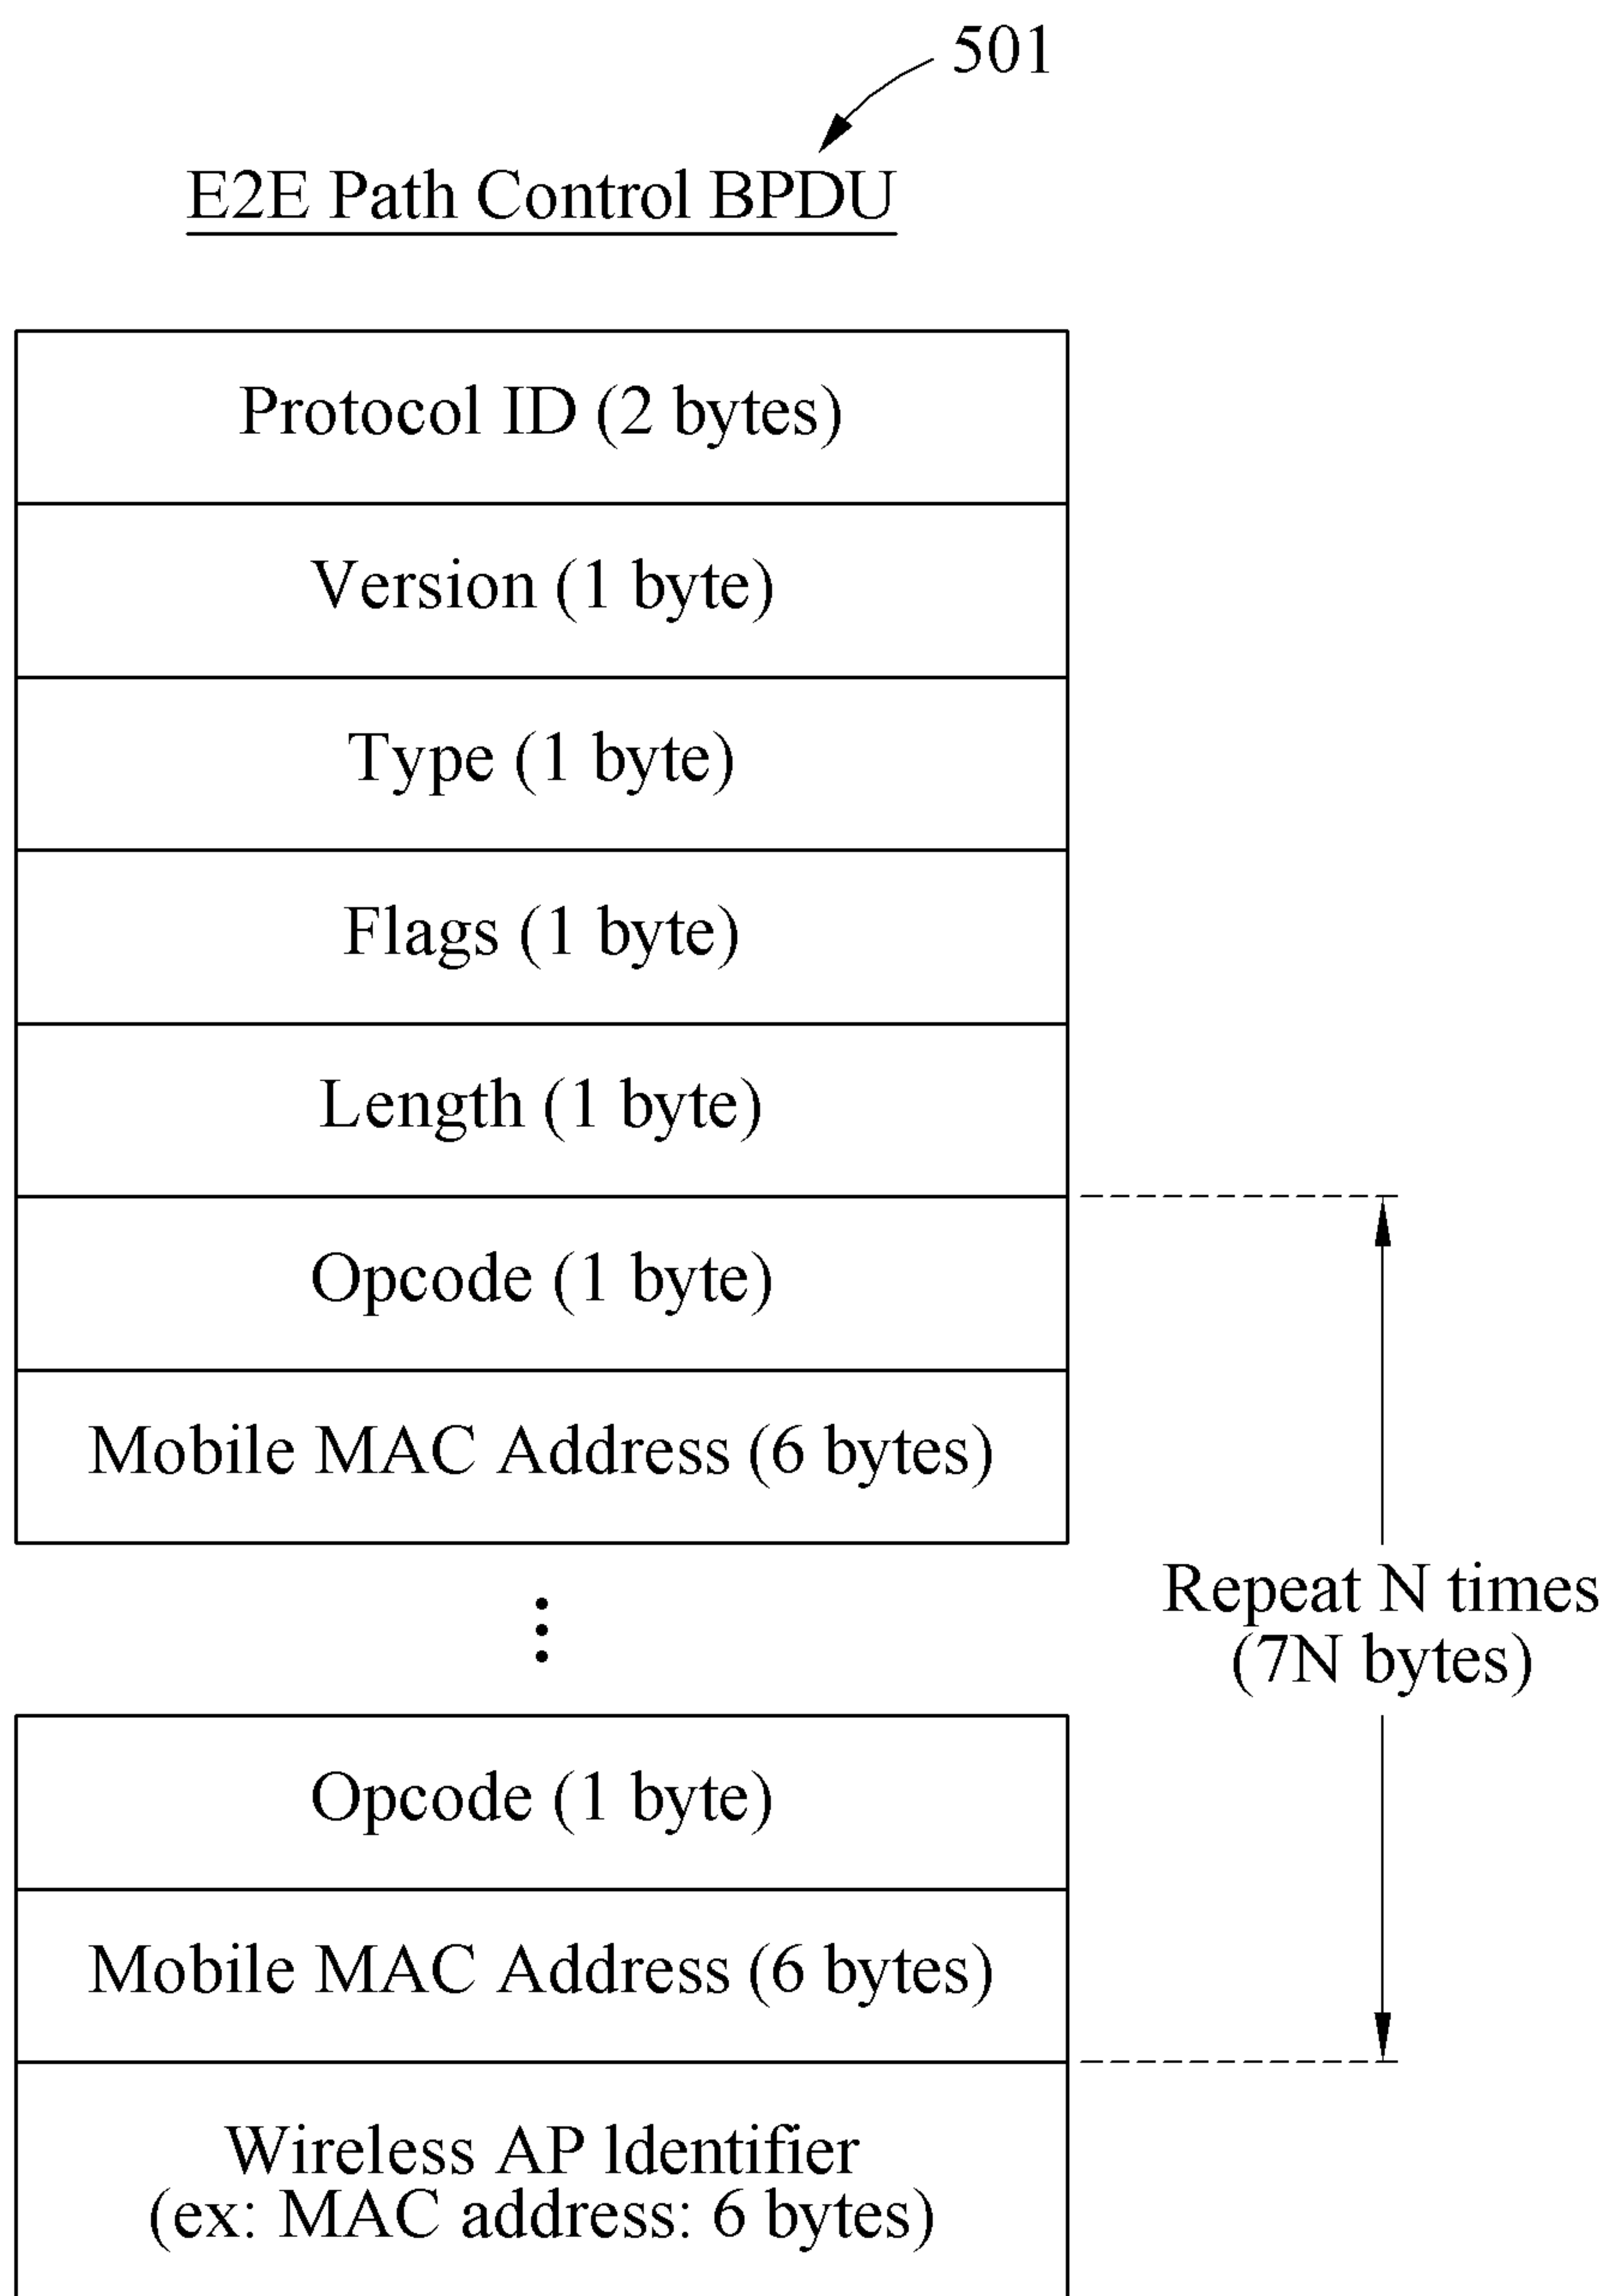 501
E2E Path Control BPDU
Protocol ID (2 bytes)
Version (1 byte)
Type (1 byte)
Flags (1 byte)
Length (1 byte)
Opcode (1 byte)
Mobile MAC Address (6 bytes)
Repeat N times
(7N bytes)
Opcode (1 byte)
Mobile MAC Address (6 bytes)
Wireless AP Identifier
(ex: MAC address: 6 bytes)